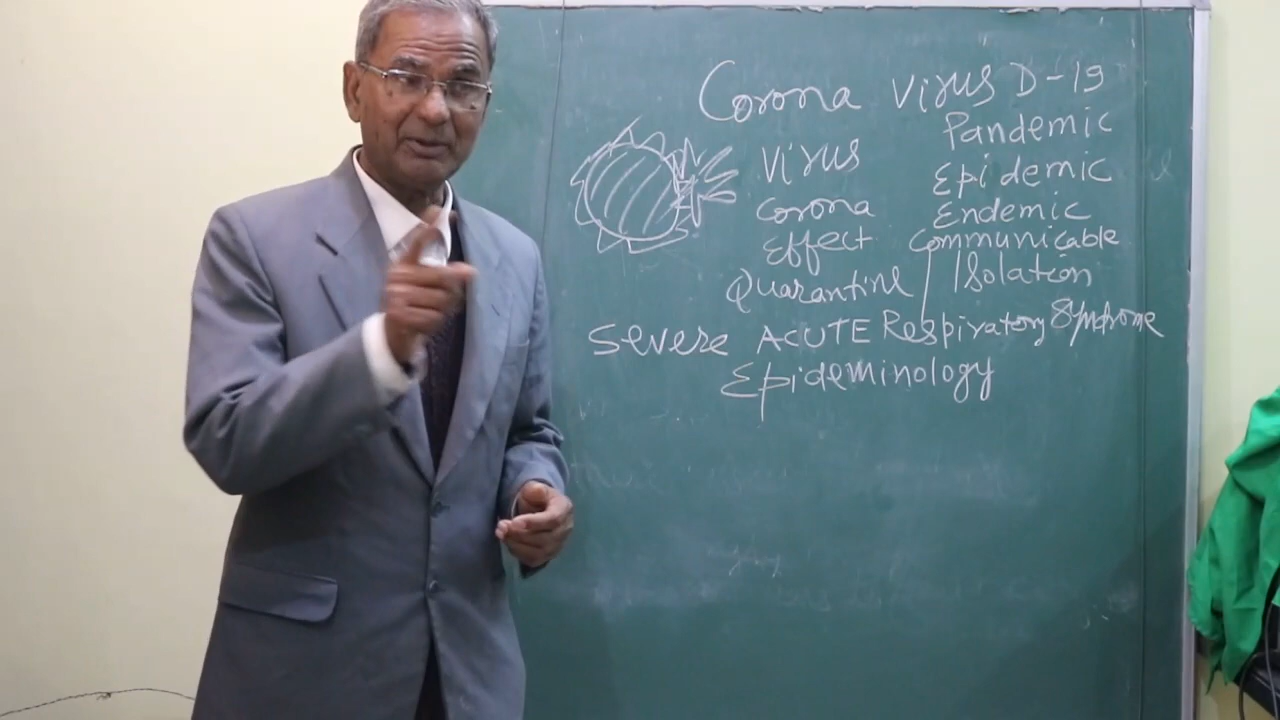 Corona Virus D-19
Virus Pandemic
Corona Epidemic
Effect Endemic
Communicable
Quarantine / Isolation
Severe ACUTE Respiratory Syndrome
Epideminology